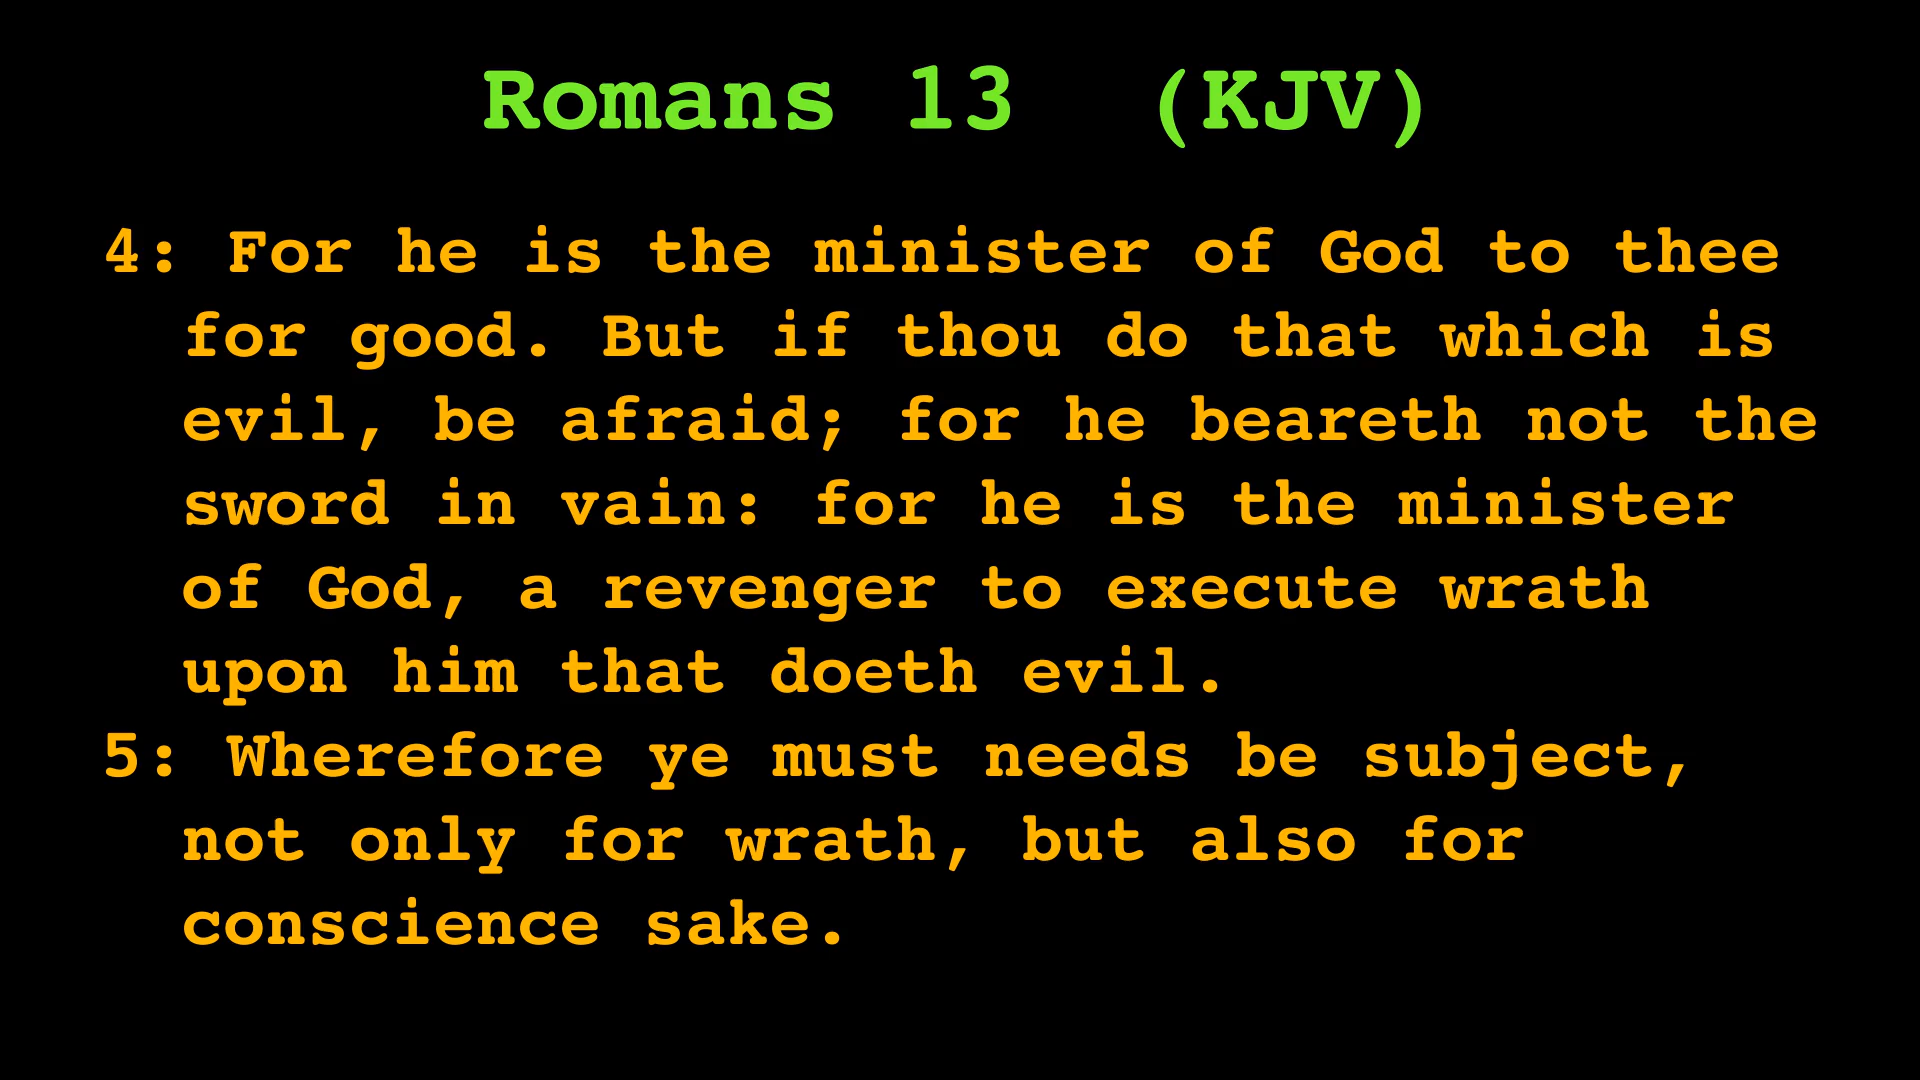 Romans 13  (KJV)
4: For he is the minister of God to thee
for good. But if thou do that which is
evil, be afraid; for he beareth not the
sword in vain: for he is the minister
of God, a revenger to execute wrath
upon him that doeth evil.
5: Wherefore ye must needs be subject,
not only for wrath, but also for
conscience sake.